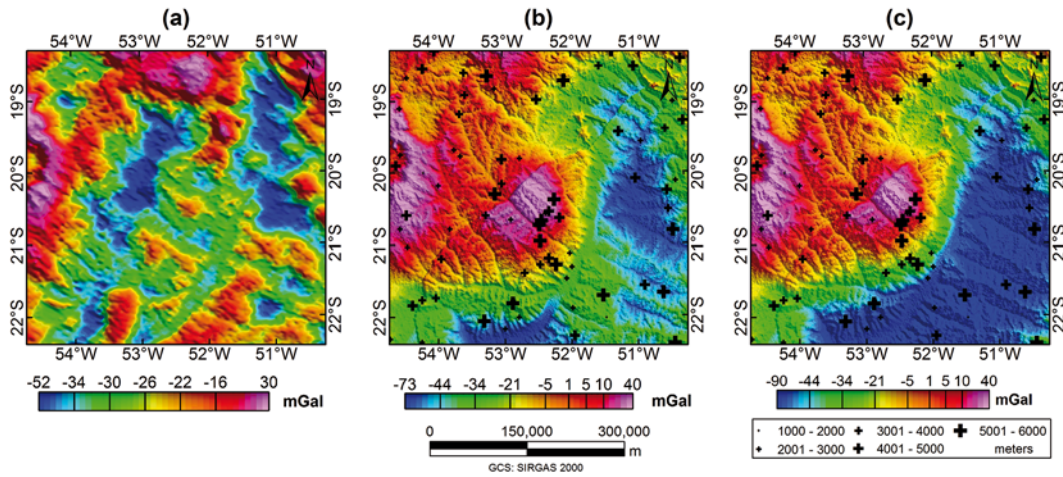 (a)
(b)
(c)
54°W 53°W 52°W 51°W
54°W 53°W 52°W 51°W
54°W 53°W 52°W 51°W
19°S
20°S
21°S
22°S
19°S
20°S
21°S
22°S
19°S
20°S
21°S
22°S
19°S
20°S
21°S
22°S
54°W 53°W 52°W 51°W
54°W 53°W 52°W 51°W
54°W 53°W 52°W 51°W
-52 -34 -30 -26 -22 -16 30
mGal
-73 -44 -34 -21 -5 1 5 10 40
mGal
-90 -44 -34 -21 -5 1 5 10 40
mGal
0 150,000 300,000
m
GCS: SIRGAS 2000
1000 - 2000 3001 - 4000 5001 - 6000
2001 - 3000 4001 - 5000 meters